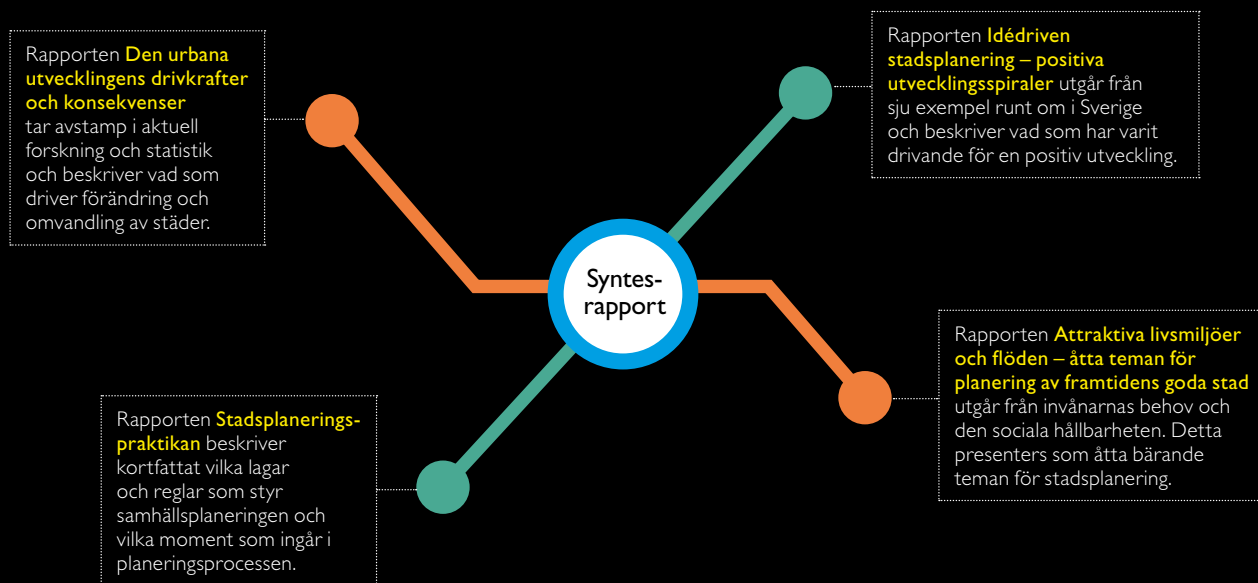 Rapporten Den urbana
utvecklingens drivkrafter
och konsekvenser
tar avstamp i aktuell
forskning och statistik
och beskriver vad som
driver förändring och
omvandling av städer.
Rapporten Idédriven
stadsplanering – positiva
utvecklingsspiraler utgår från
sju exempel runt om i Sverige
och beskriver vad som har varit
drivande för en positiv utveckling.
Syntes-
rapport
Rapporten Attraktiva livsmiljöer
och flöden – åtta teman för
planering av framtidens goda stad
utgår från invånarnas behov och
den sociala hållbarheten. Detta
presenters som åtta bärande
teman för stadsplanering.
Rapporten Stadsplanerings-
praktikan beskriver
kortfattat vilka lagar
och regler som styr
samhällsplaneringen och
vilka moment som ingår i
planeringsprocessen.